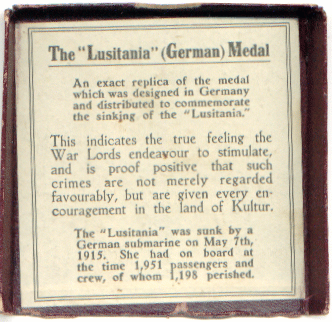 The "Lusitania" (German) Medal
An exact replica of the medal
which was designed in Germany
and distributed to commemorate
the sinking of the "Lusitania."
This indicates the true feeling the
War Lords endeavour to stimulate,
and is proof positive that such
crimes are not merely regarded
favourably, but are given every en-
couragement in the land of Kultur.
The "Lusitania" was sunk by a
German submarine on May 7th,
1915. She had on board at
the time 1,951 passengers and
crew, of whom 1,198 perished.